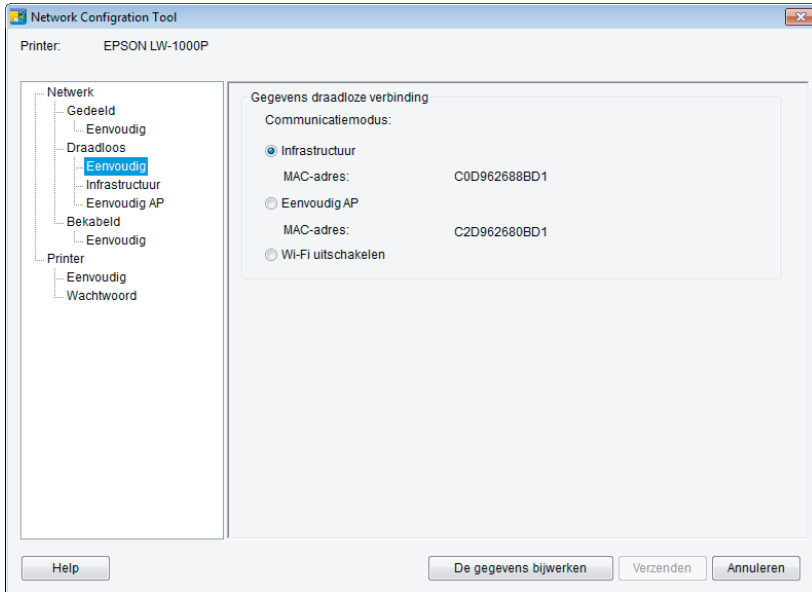 Network Configration Tool
Printer: EPSON LW-1000P
Netwerk
Gedeeld
Eenvoudig
Draadloos
Eenvoudig
Infrastructuur
Eenvoudig AP
Bekabeld
Eenvoudig
Printer
Eenvoudig
Wachtwoord
Gegevens draadloze verbinding
Communicatiemodus:
Infrastructuur
MAC-adres: C0D962688BD1
Eenvoudig AP
MAC-adres: C2D962680BD1
Wi-Fi uitschakelen
Help
De gegevens bijwerken
Verzenden
Annuleren